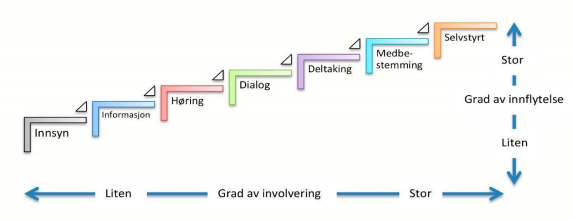 Innsyn
Informasjon
Høring
Dialog
Deltaking
Medbe-
stemming
Selvstyrt
Stor
Grad av innflytelse
Liten
Liten
Grad av involvering
Stor